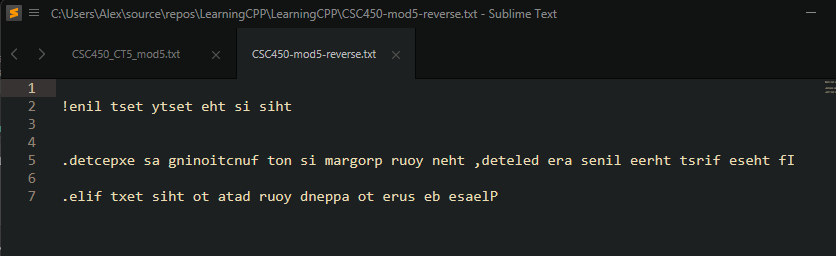 C:\Users\Alex\source\repos\LearningCPP\LearningCPP\CSC450-mod5-reverse.txt - Sublime Text
CSC450_CT5_mod5.txt CSC450-mod5-reverse.txt
1
2 !enil tset ytset eht si siht
3
4
5 .detcepxe sa gninoitcnuf ton si margorp ruoy neht ,deteled era senil eerht tsrif eseht fI
6
7 .elif txet siht ot atad ruoy dneppa ot erus eb esaelP